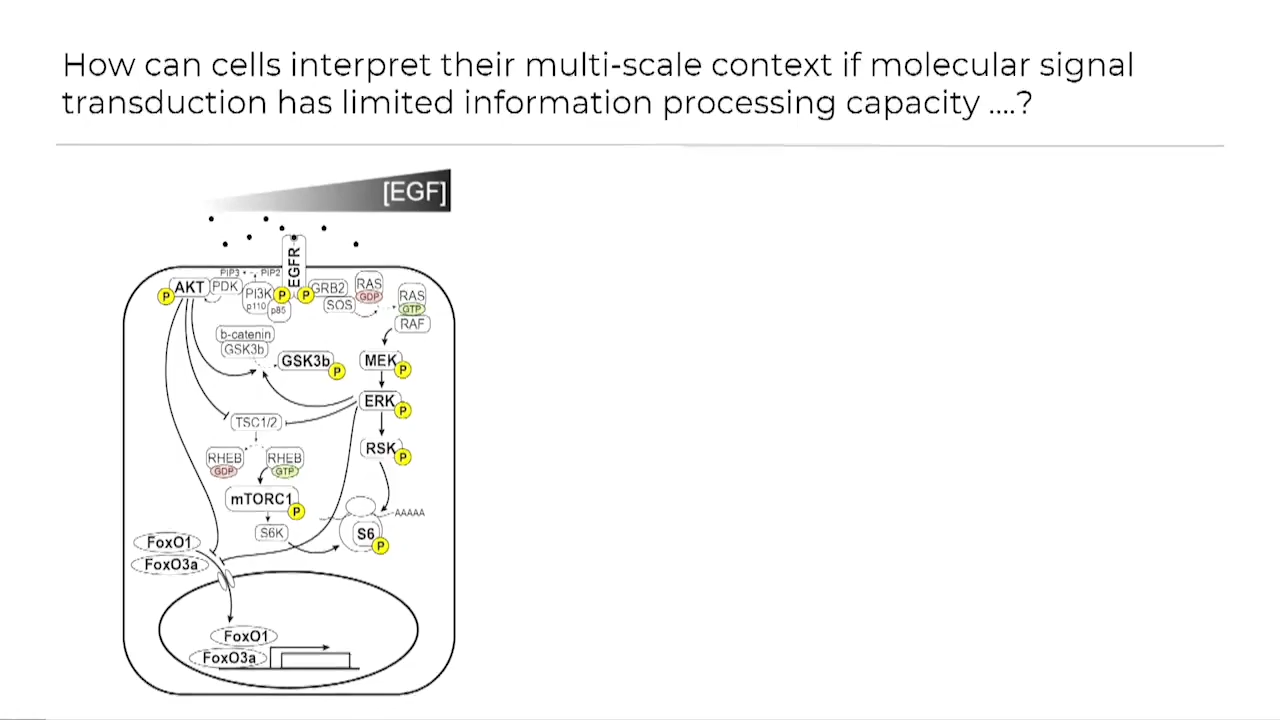 How can cells interpret their multi-scale context if molecular signal
transduction has limited information processing capacity ....?
[EGF]
EGFR
PIP3 PIP2
AKT PDK
P
PI3K P P GRB2 RAS
GDP
p110 p85 SOS
RAS
GTP
RAF
b-catenin
GSK3b
GSK3b P
MEK P
ERK P
TSC1/2
RSK P
RHEB RHEB
GDP GTP
mTORC1 P
AAAAA
S6K
S6 P
FoxO1
FoxO3a
FoxO1
FoxO3a